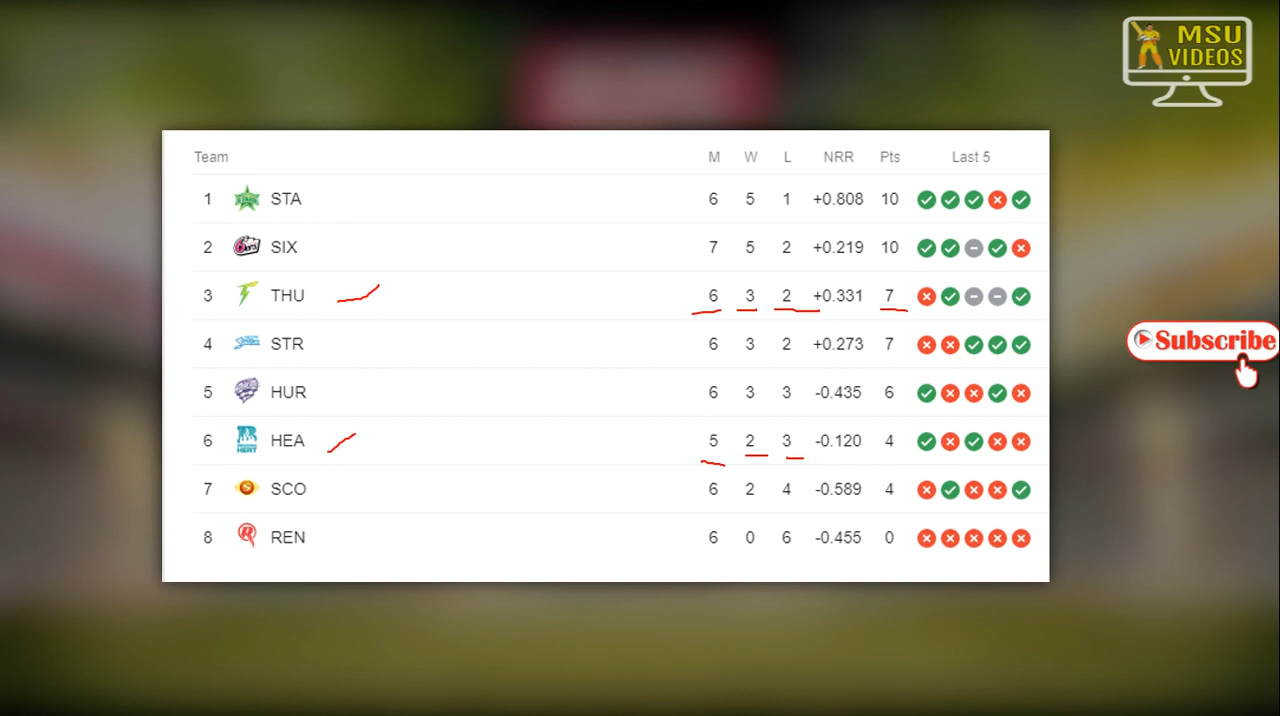 MSU
VIDEOS
Team M W L NRR Pts Last 5
1 STA 6 5 1 +0.808 10
2 SIX 7 5 2 +0.219 10
3 THU 6 3 2 +0.331 7
4 STR 6 3 2 +0.273 7
5 HUR 6 3 3 -0.435 6
6 HEA 5 2 3 -0.120 4
7 SCO 6 2 4 -0.589 4
8 REN 6 0 6 -0.455 0
Subscribe